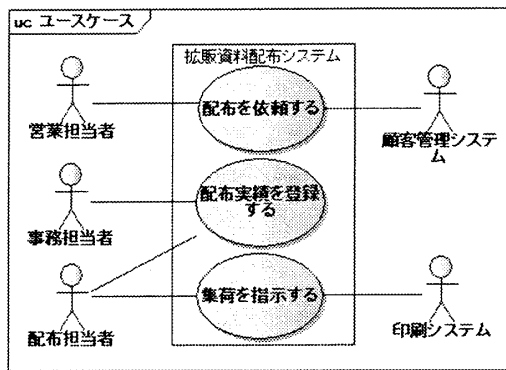 uc ユースケース
拡販資料配布システム
営業担当者
配布を依頼する
顧客管理システ
ム
事務担当者
配布実績を登録
する
配布担当者
集荷を指示する
印刷システム